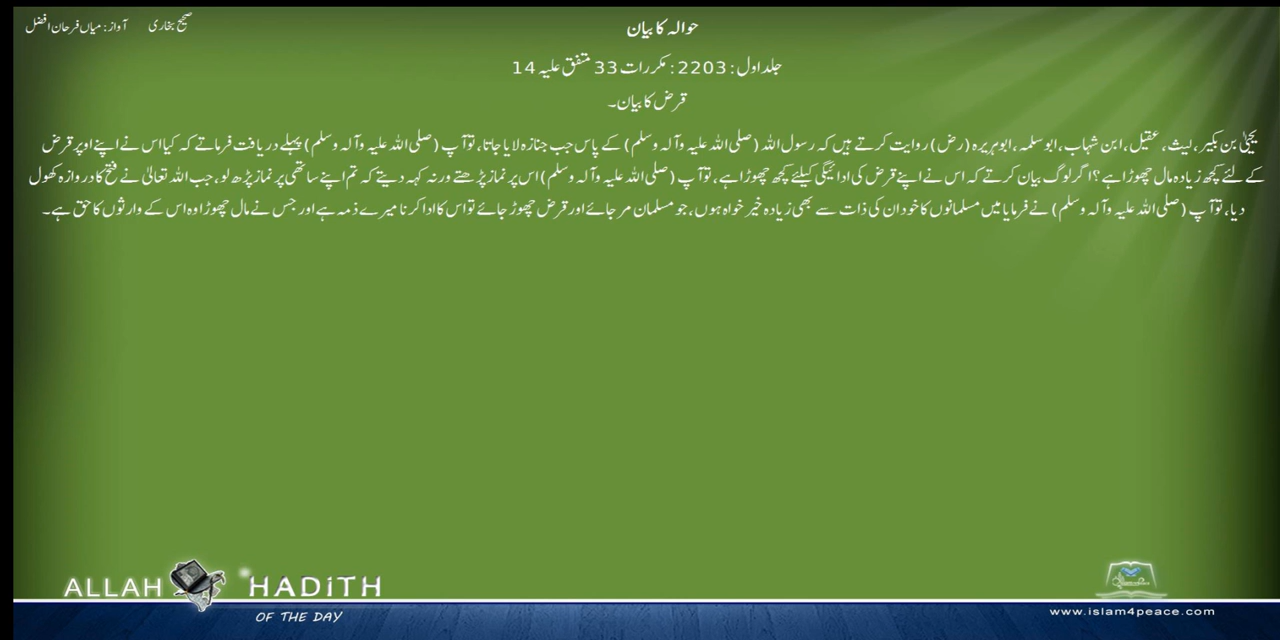 صحیح بخاری
آواز: میاں فرحان افضل
حوالہ کا بیان
جلد اول : 2203 : مکررات 33 متفق علیہ 14
قرض کا بیان۔
یحییٰ بن بکیر، لیث، عقیل، ابن شہاب، ابوسلمہ، ابوہریرہ (رض) روایت کرتے ہیں کہ رسول اللہ (صلی اللہ علیہ وآلہ وسلم) کے پاس جب جنازہ لایا جاتا، تو آپ (صلی اللہ علیہ وآلہ وسلم) پہلے دریافت فرماتے کہ کیا اس نے اپنے اوپر قرض
کے لئے کچھ زیادہ مال چھوڑا ہے؟ اگر لوگ بیان کرتے کہ اس نے اپنے قرض کی ادائیگی کیلئے کچھ چھوڑا ہے، تو آپ (صلی اللہ علیہ وآلہ وسلم) اس پر نماز پڑھتے ورنہ کہہ دیتے کہ تم اپنے ساتھی پر نماز پڑھ لو، جب اللہ تعالیٰ نے فتح کا دروازہ کھول
دیا، تو آپ (صلی اللہ علیہ وآلہ وسلم) نے فرمایا میں مسلمانوں کا خود ان کی ذات سے بھی زیادہ خیر خواہ ہوں، جو مسلمان مر جائے اور قرض چھوڑ جائے تو اس کا ادا کرنا میرے ذمہ ہے اور جس نے مال چھوڑا وہ اس کے وارثوں کا حق ہے۔
ALLAH HADiTH
OF THE DAY
www.islam4peace.com